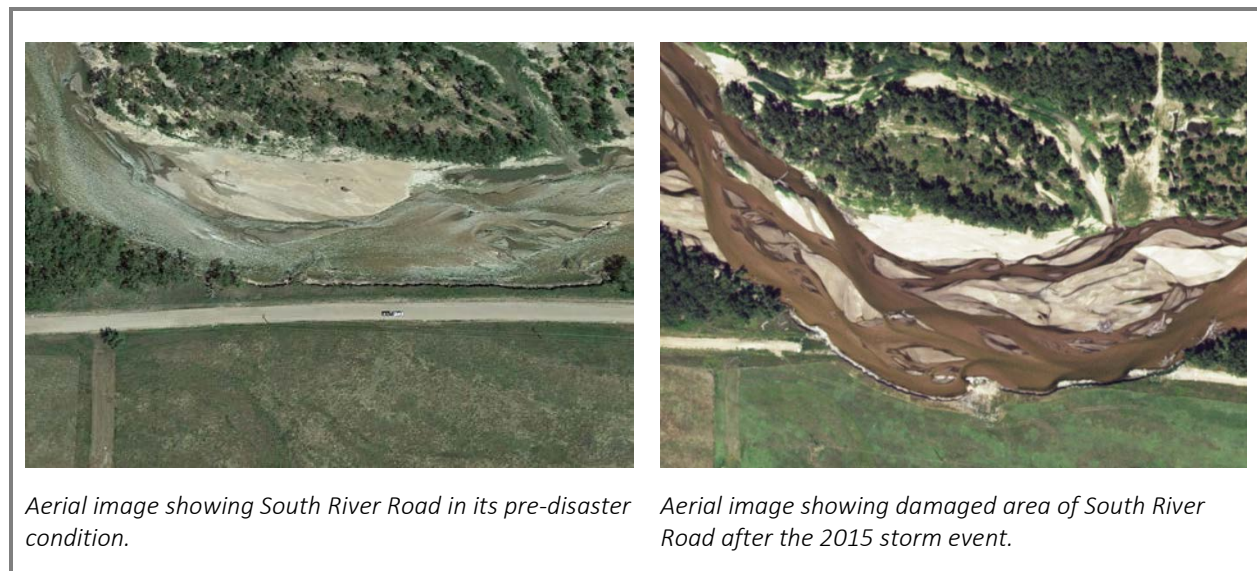 Aerial image showing South River Road in its pre-disaster
condition.
Aerial image showing damaged area of South River
Road after the 2015 storm event.